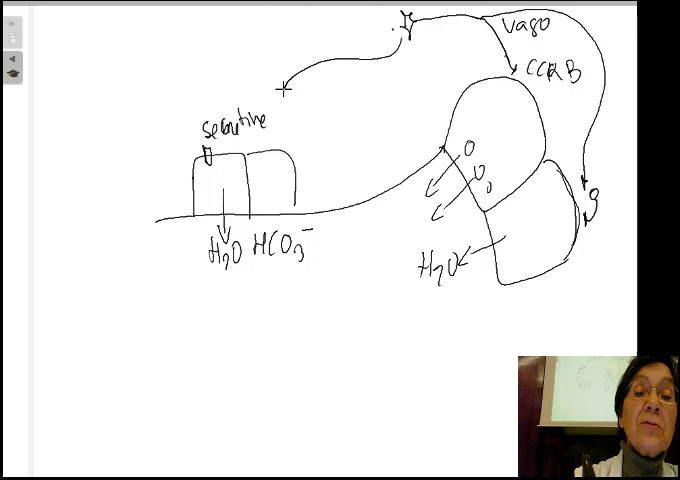 vago
CCK B
secretine
H₂O HCO₃⁻
H₂O